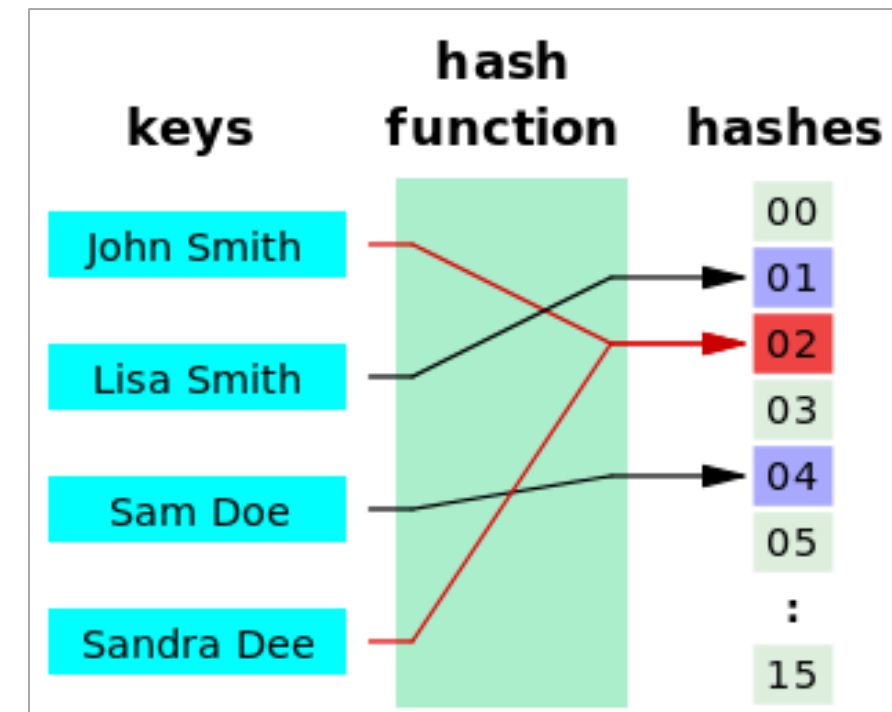 keys
hash
function
hashes
John Smith
Lisa Smith
Sam Doe
Sandra Dee
00
01
02
03
04
05
:
15